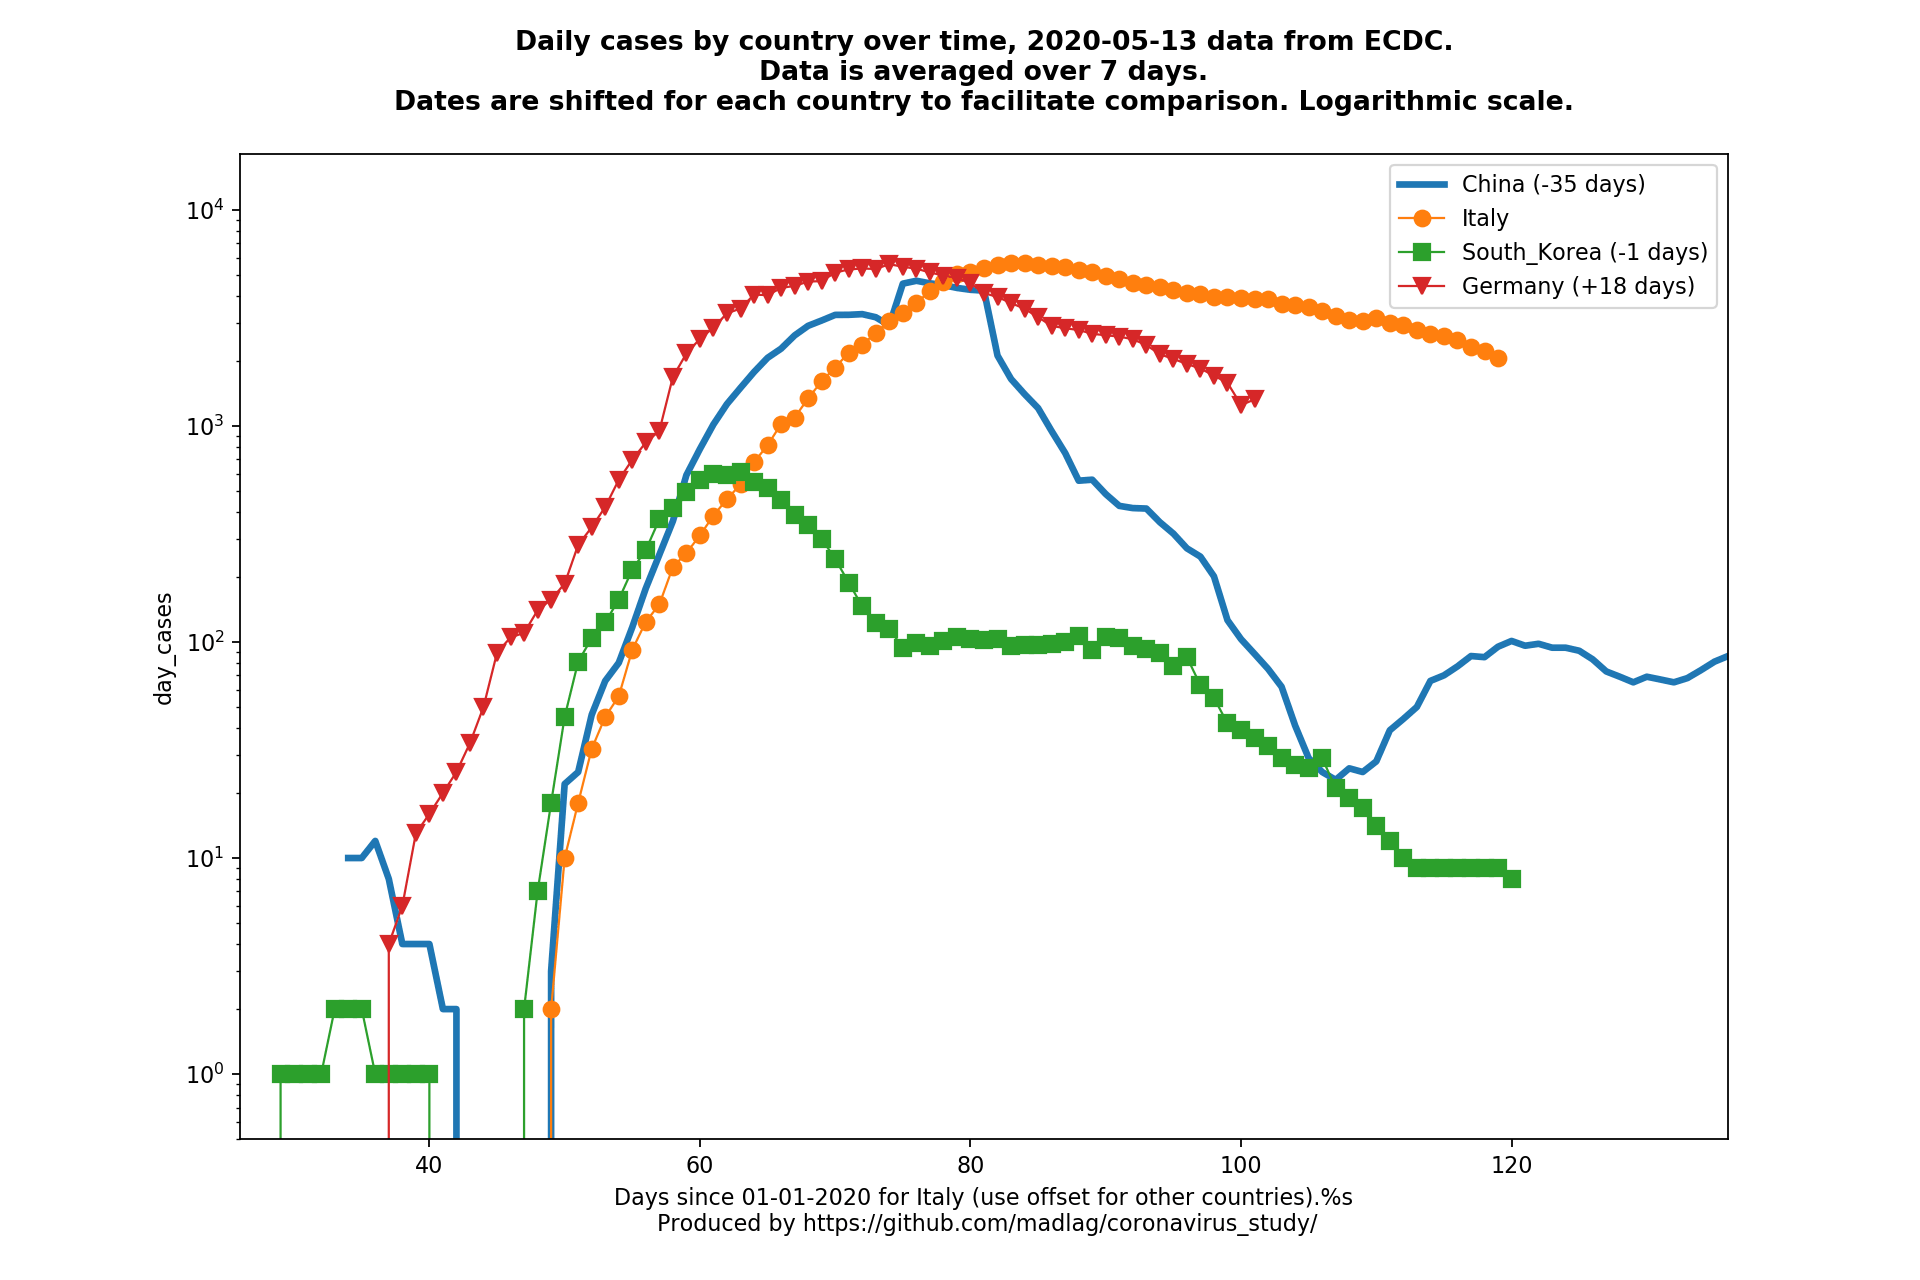 Daily cases by country over time, 2020-05-13 data from ECDC.
Data is averaged over 7 days.
Dates are shifted for each country to facilitate comparison. Logarithmic scale.
China (-35 days)
Italy
South_Korea (-1 days)
Germany (+18 days)
day_cases
10^4
10^3
10^2
10^1
10^0
40 60 80 100 120
Days since 01-01-2020 for Italy (use offset for other countries).%s
Produced by https://github.com/madlag/coronavirus_study/